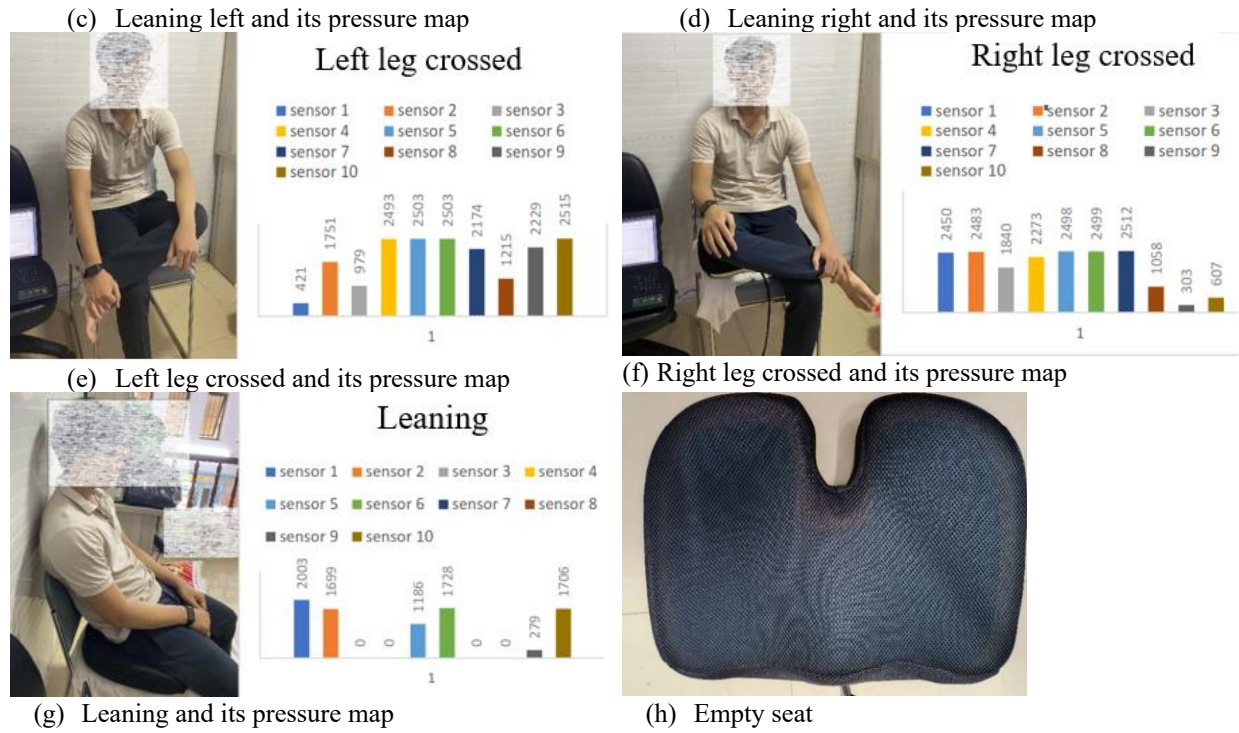 (c) Leaning left and its pressure map
(d) Leaning right and its pressure map
Left leg crossed
sensor 1 sensor 2 sensor 3
sensor 4 sensor 5 sensor 6
sensor 7 sensor 8 sensor 9
sensor 10
421 1751 979 2493 2503 2503 2174 1215 2229 2515
1
Right leg crossed
sensor 1 sensor 2 sensor 3
sensor 4 sensor 5 sensor 6
sensor 7 sensor 8 sensor 9
sensor 10
2450 2483 1840 2273 2498 2499 2512 1058 303 607
1
(e) Left leg crossed and its pressure map
(f) Right leg crossed and its pressure map
Leaning
sensor 1 sensor 2 sensor 3 sensor 4
sensor 5 sensor 6 sensor 7 sensor 8
sensor 9 sensor 10
2003 1699 0 0 1186 1728 0 0 279 1706
1
(g) Leaning and its pressure map
(h) Empty seat